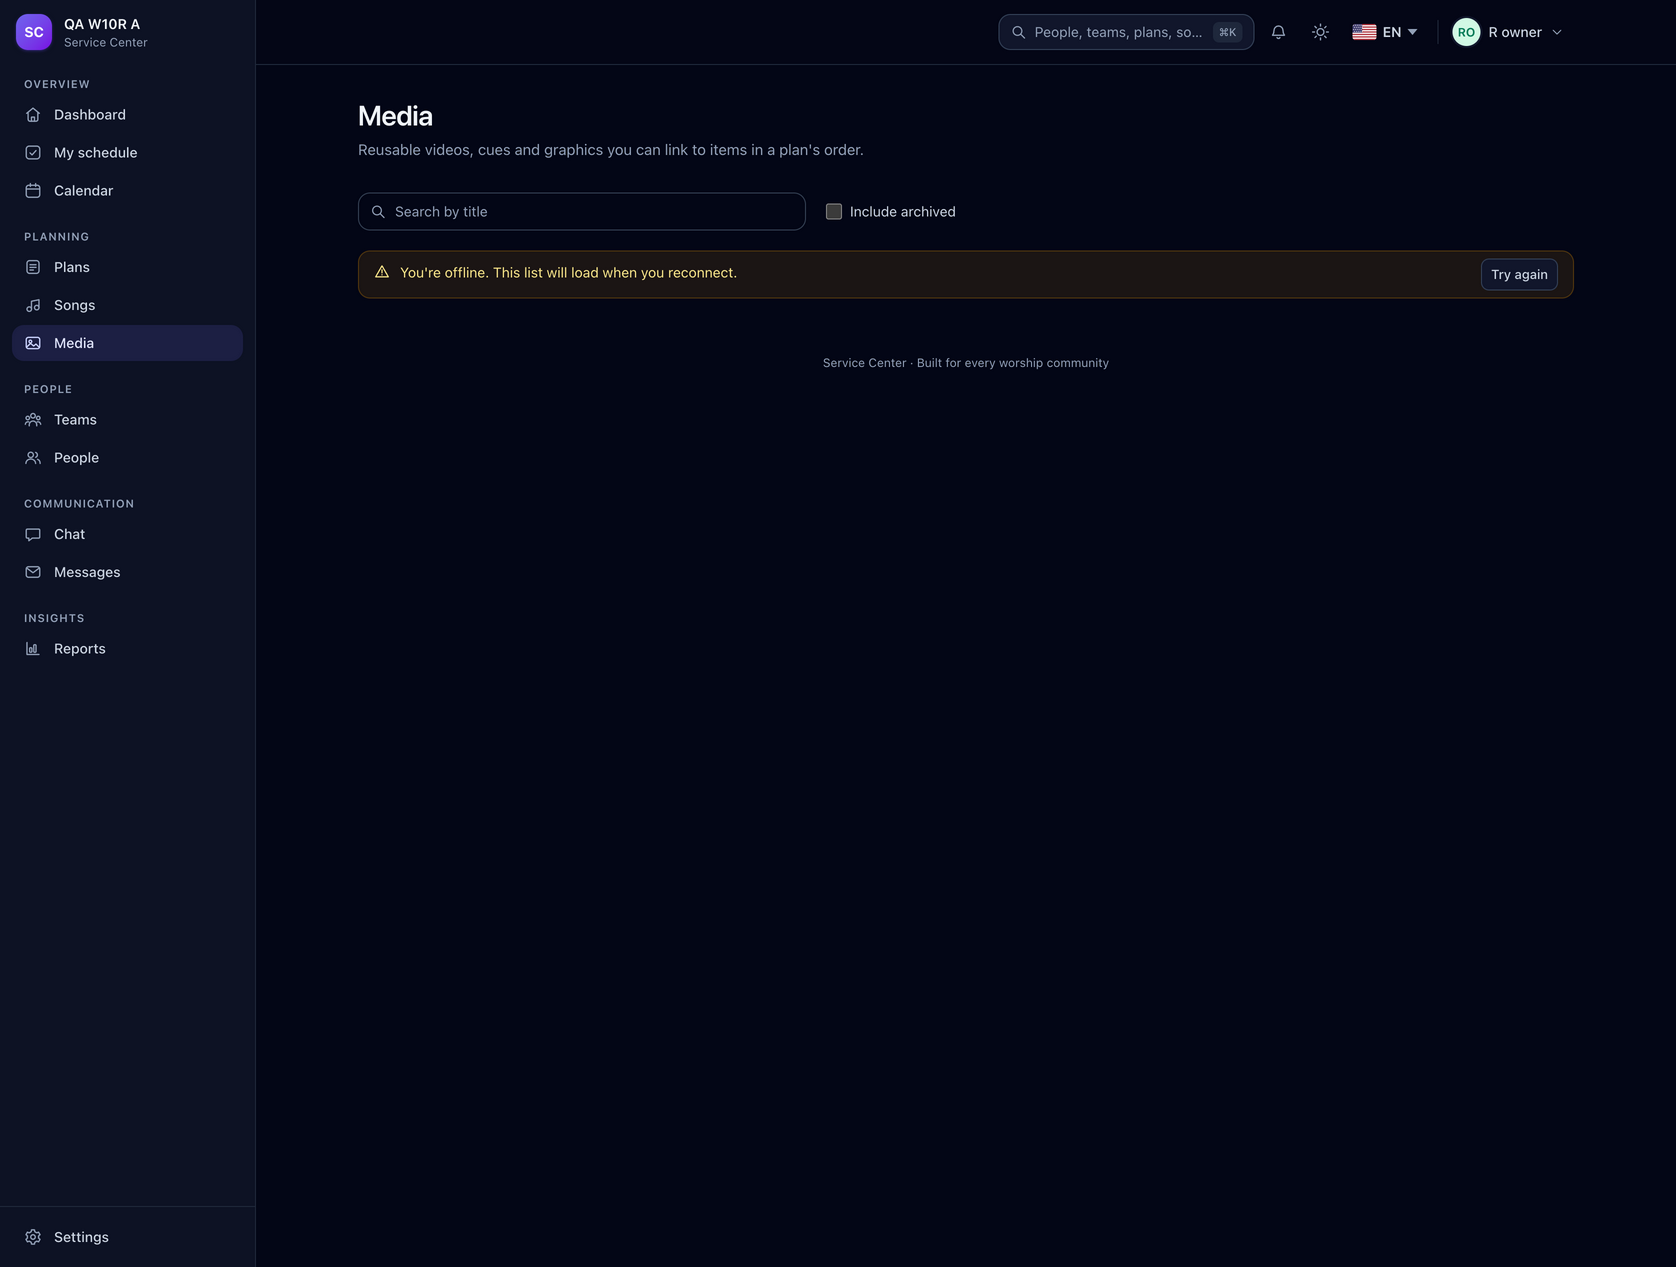 SC
QA W10R A
Service Center
OVERVIEW
Dashboard
My schedule
Calendar
PLANNING
Plans
Songs
Media
PEOPLE
Teams
People
COMMUNICATION
Chat
Messages
INSIGHTS
Reports
Settings
People, teams, plans, so... ⌘K
EN
RO R owner
Media
Reusable videos, cues and graphics you can link to items in a plan's order.
Search by title
Include archived
You're offline. This list will load when you reconnect.
Try again
Service Center · Built for every worship community